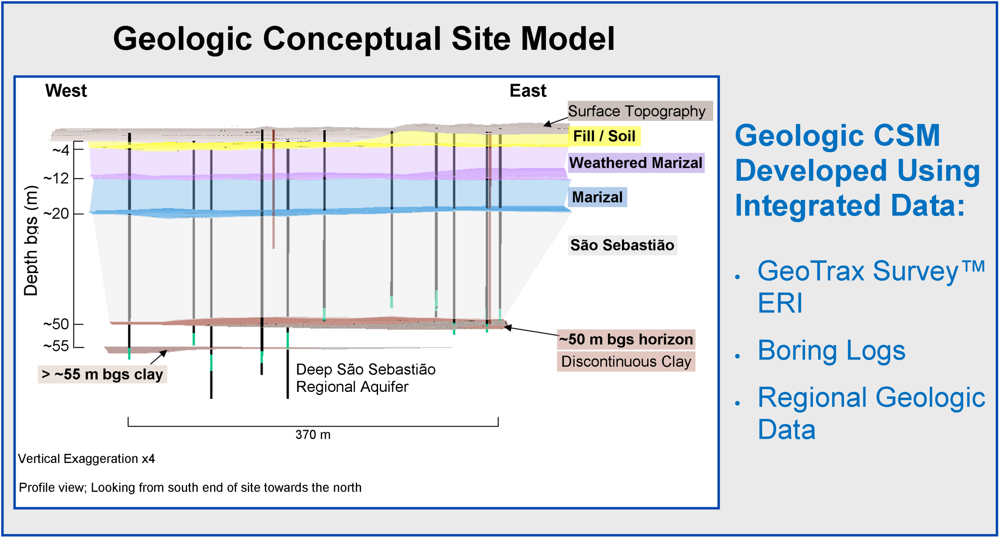 Geologic Conceptual Site Model
West
East
Surface Topography
Fill / Soil
Weathered Marizal
Marizal
São Sebastião
~50 m bgs horizon
Discontinuous Clay
Depth bgs (m)
~4
~12
~20
~50
~55
> ~55 m bgs clay
Deep São Sebastião
Regional Aquifer
370 m
Vertical Exaggeration x4
Profile view; Looking from south end of site towards the north
Geologic CSM
Developed Using
Integrated Data:
• GeoTrax Survey™
ERI
• Boring Logs
• Regional Geologic
Data